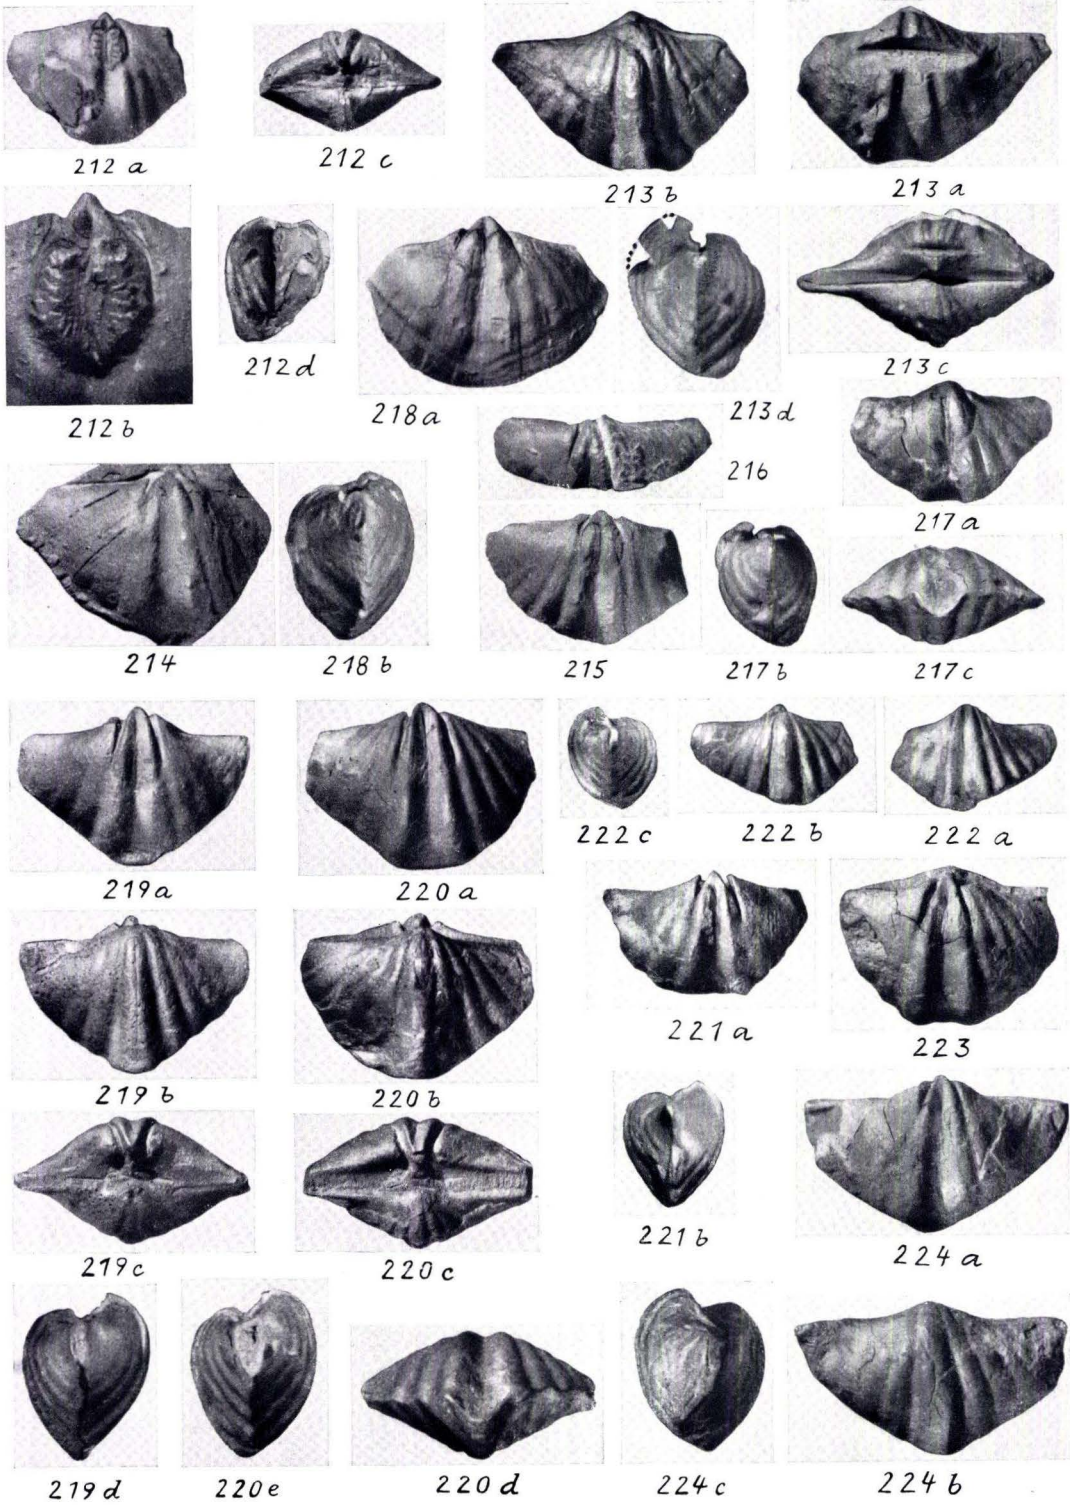 212 a
212 c
213 b
213 a
212 b
212 d
218 a
213 d
213 c
216
217 a
214
218 b
215
217 b
217 c
219 a
220 a
222 c
222 b
222 a
221 a
223
219 b
220 b
221 b
224 a
219 c
220 c
219 d
220 e
220 d
224 c
224 b